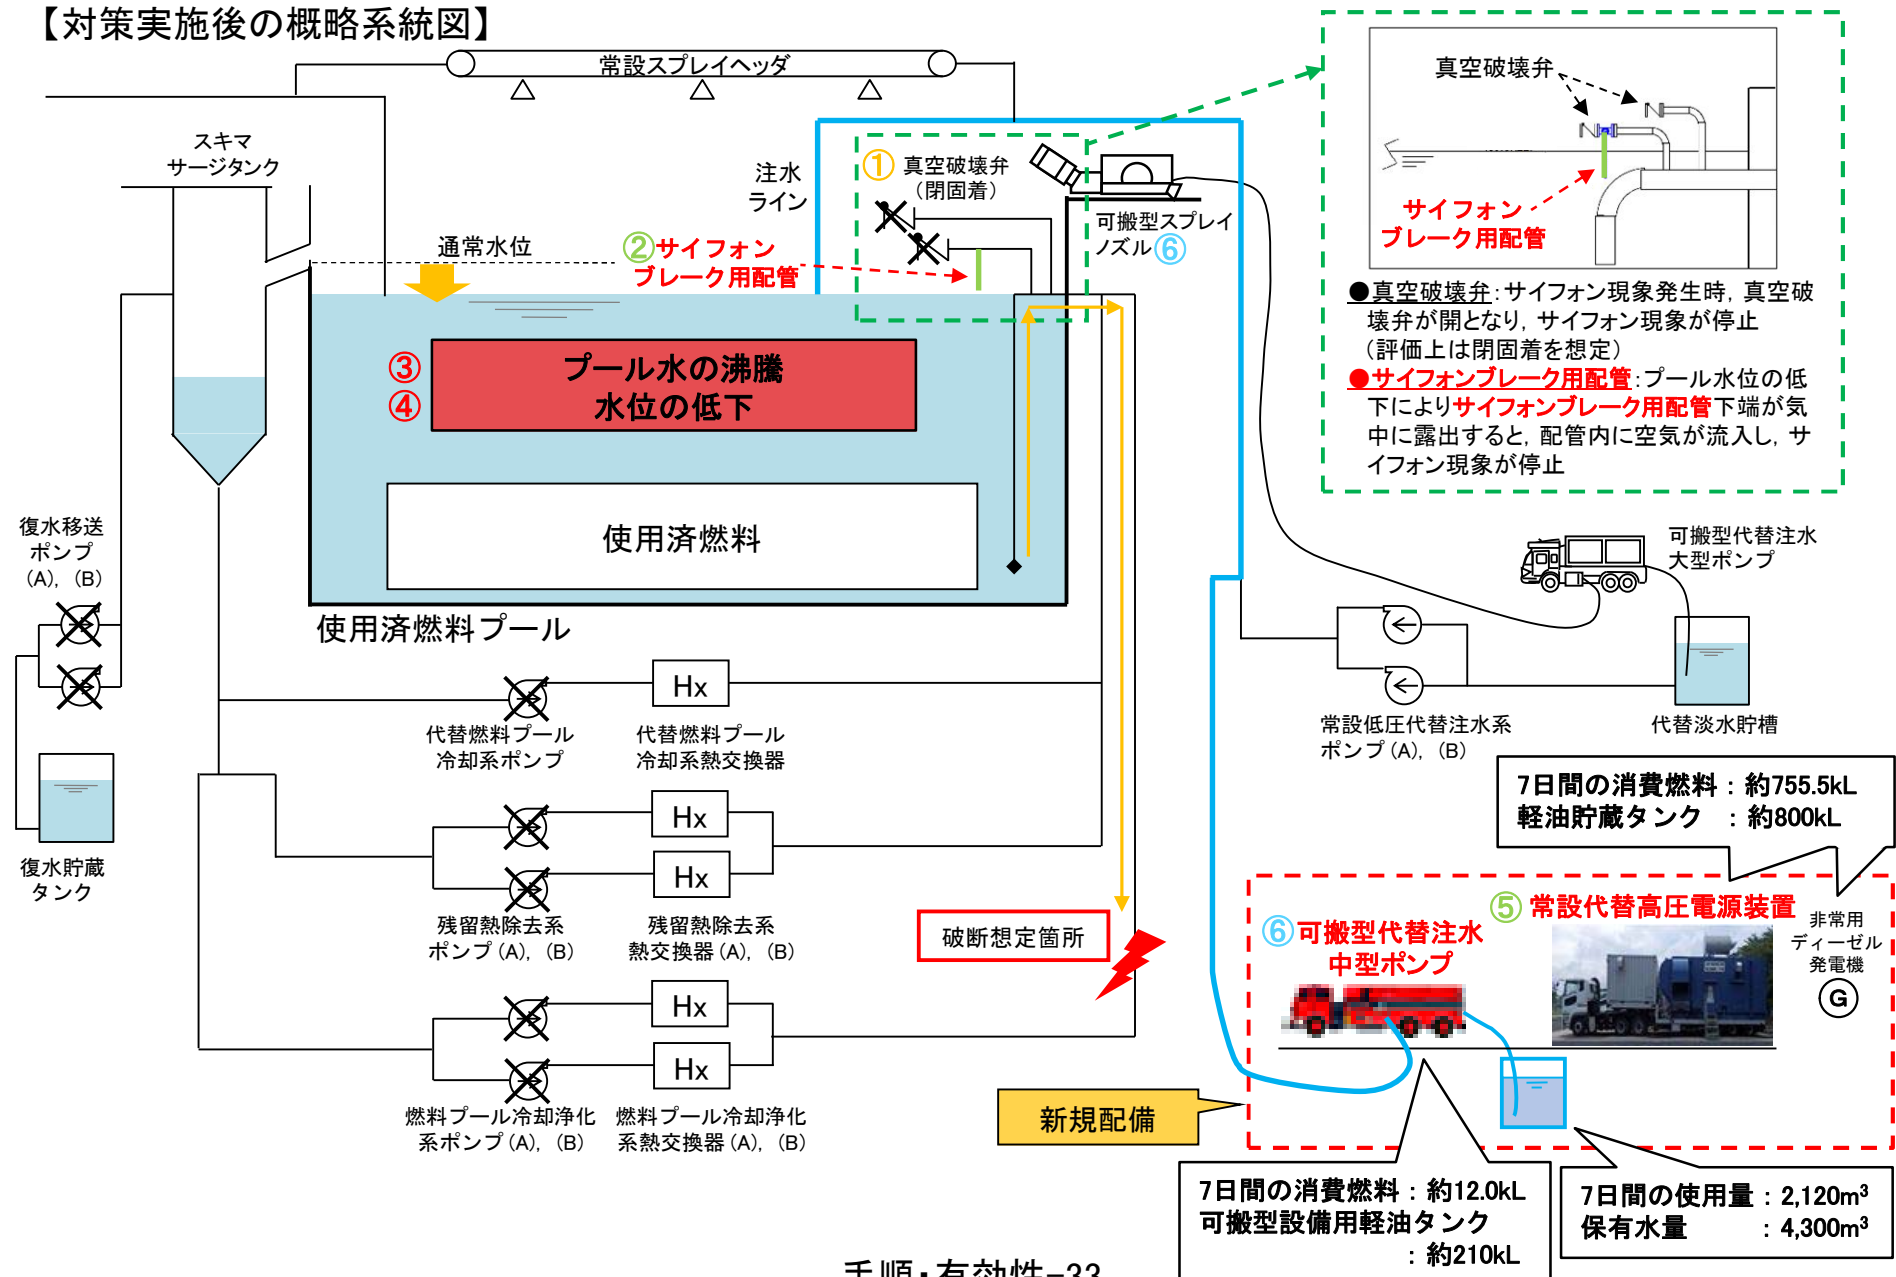 【対策実施後の概略系統図】
常設スプレイヘッダ
スキマ
サージタンク
注水
ライン
①
真空破壊弁
(閉固着)
通常水位
②サイフォン
ブレーク用配管
可搬型スプレイ
ノズル⑥
真空破壊弁
サイフォン
ブレーク用配管
●真空破壊弁:サイフォン現象発生時, 真空破
壊弁が開となり, サイフォン現象が停止
(評価上は閉固着を想定)
●サイフォンブレーク用配管:プール水位の低
下によりサイフォンブレーク用配管下端が気
中に露出すると, 配管内に空気が流入し, サ
イフォン現象が停止
③
④
プール水の沸騰
水位の低下
使用済燃料
使用済燃料プール
復水移送
ポンプ
(A), (B)
復水貯蔵
タンク
可搬型代替注水
大型ポンプ
常設低圧代替注水系
ポンプ(A), (B)
代替淡水貯槽
Hx
代替燃料プール
冷却系ポンプ
代替燃料プール
冷却系熱交換器
Hx
Hx
残留熱除去系
ポンプ(A), (B)
残留熱除去系
熱交換器(A), (B)
Hx
Hx
燃料プール冷却浄化
系ポンプ(A), (B)
燃料プール冷却浄化
系熱交換器(A), (B)
破断想定箇所
7日間の消費燃料:約755.5kL
軽油貯蔵タンク :約800kL
⑤常設代替高圧電源装置
⑥可搬型代替注水
中型ポンプ
非常用
ディーゼル
発電機
G
新規配備
7日間の消費燃料:約12.0kL
可搬型設備用軽油タンク
:約210kL
7日間の使用量:2,120m³
保有水量 :4,300m³
手順・有効性-33